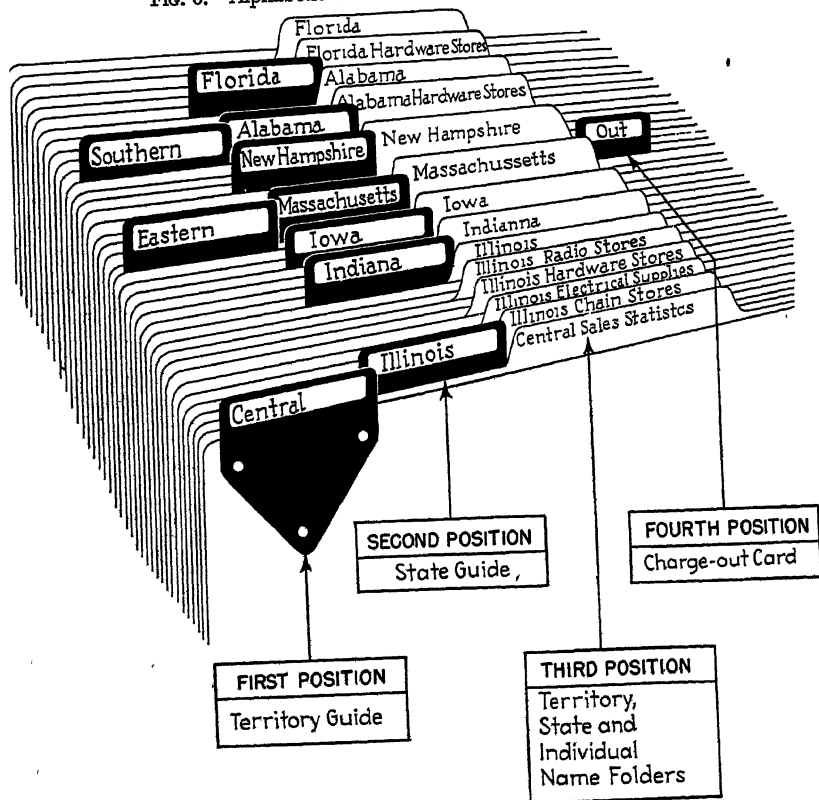 Florida
Florida Hardware Stores
Florida
Alabama
Alabama Hardware Stores
Alabama
New Hampshire
Out
Southern
New Hampshire
Massachussetts
Massachusetts
Iowa
Eastern
Iowa
Indianna
Indiana
Illinois
Illinois Radio Stores
Illinois Hardware Stores
Illinois Electrical Supplies
Illinois Chain Stores
Central Sales Statistcs
Illinois
Central
SECOND POSITION
State Guide,
FOURTH POSITION
Charge-out Card
FIRST POSITION
Territory Guide
THIRD POSITION
Territory,
State and
Individual
Name Folders